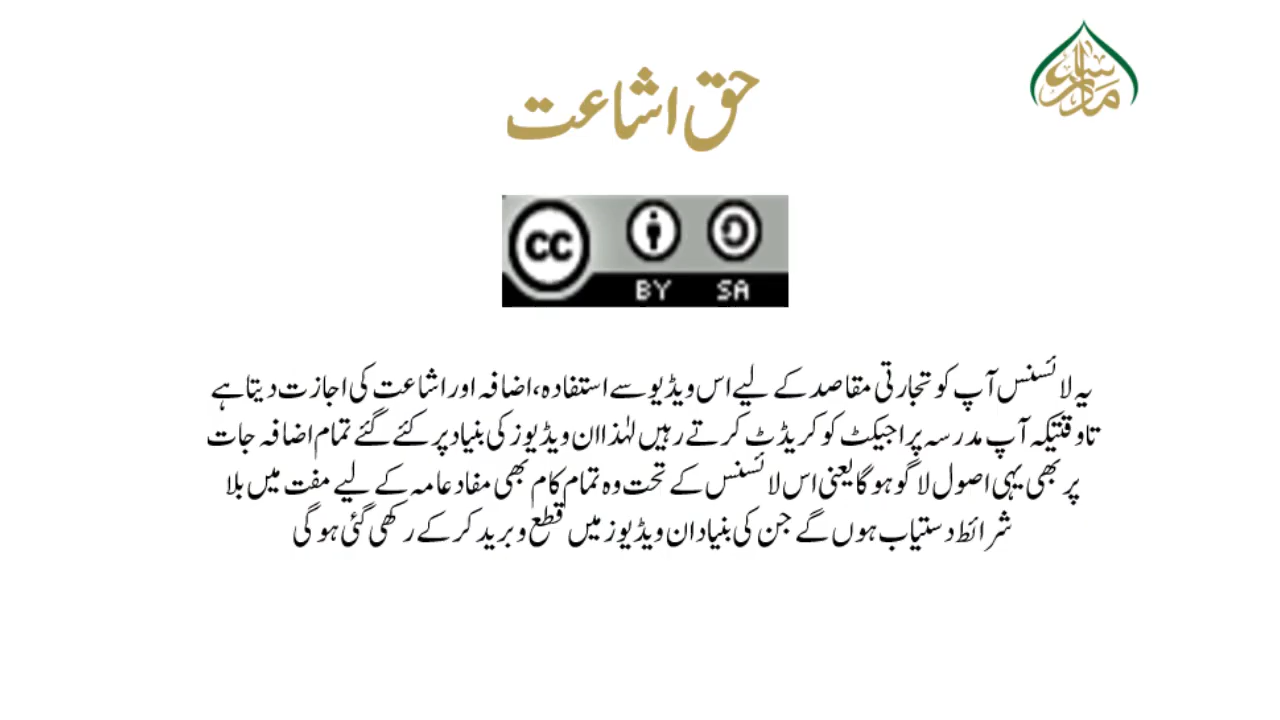 مدرسہ
حق اشاعت
CC BY SA
یہ لائسنس آپ کو تجارتی مقاصد کے لیے اس ویڈیو سے استفادہ، اضافہ اور اشاعت کی اجازت دیتا ہے
تاوقتیکہ آپ مدرسہ پراجیکٹ کو کریڈٹ کرتے رہیں لہٰذا ان ویڈیوز کی بنیاد پر کئے گئے تمام اضافہ جات
پر بھی یہی اصول لاگو ہوگا یعنی اس لائسنس کے تحت وہ تمام کام بھی مفاد عامہ کے لیے مفت میں بلا
شرائط دستیاب ہوں گے جن کی بنیاد ان ویڈیوز میں قطع و برید کر کے رکھی گئی ہوگی